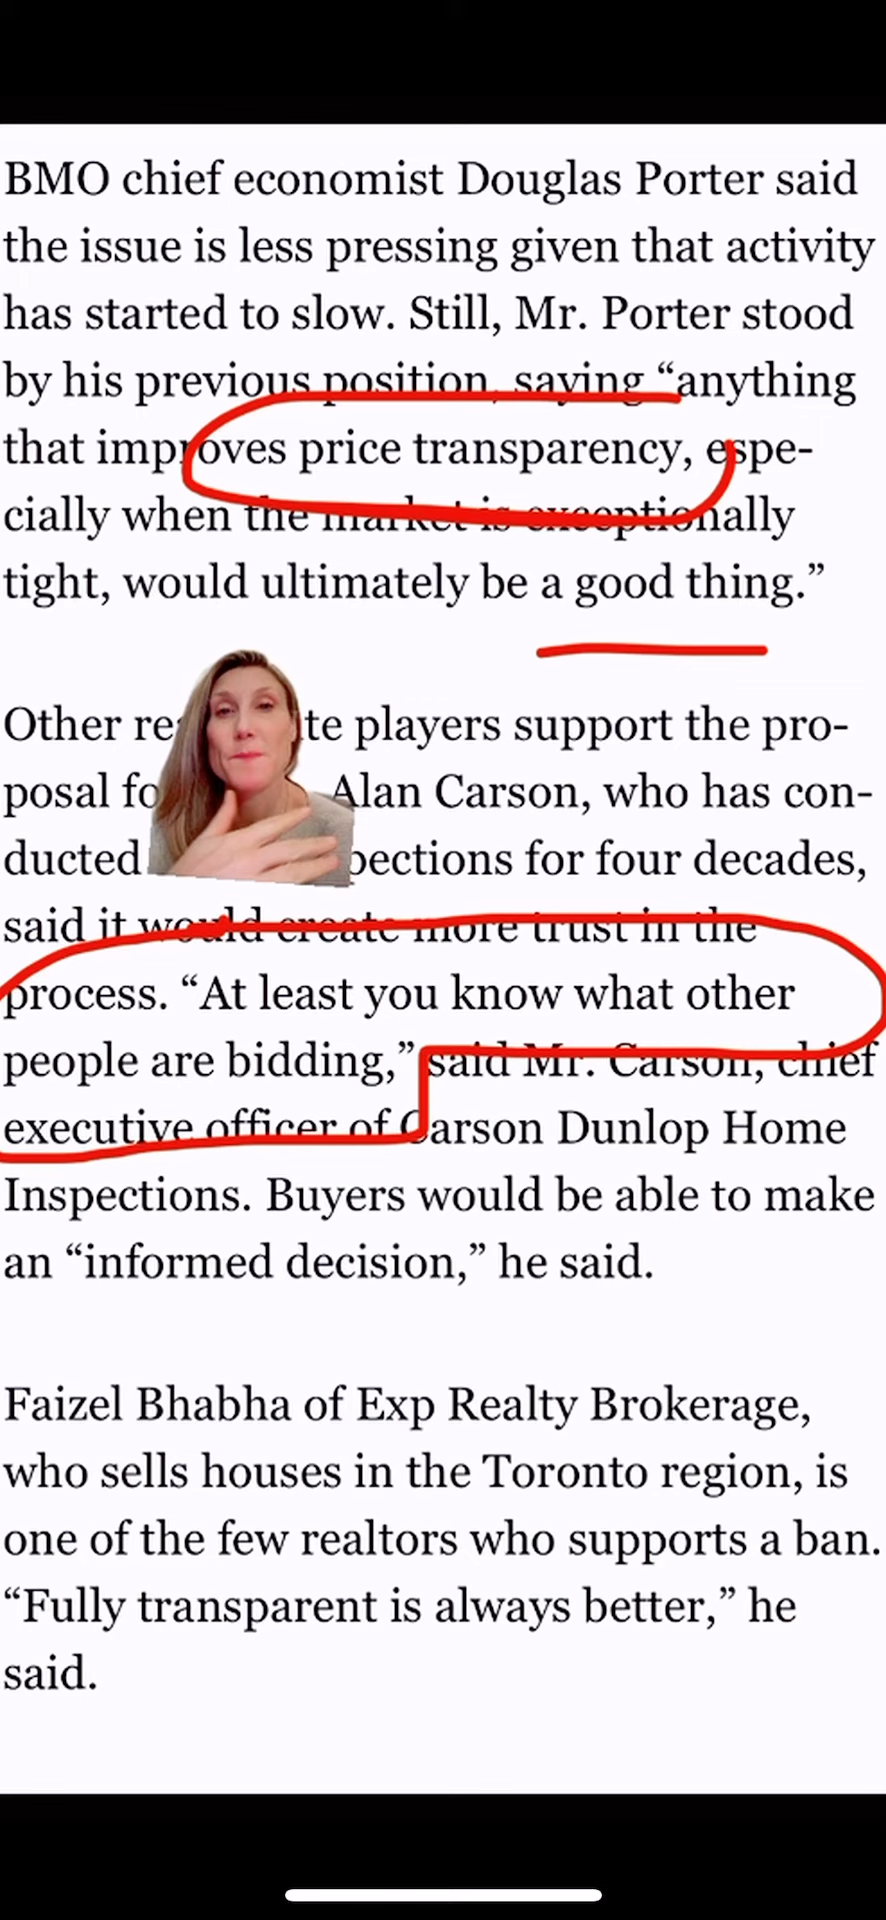 BMO chief economist Douglas Porter said
the issue is less pressing given that activity
has started to slow. Still, Mr. Porter stood
by his previous position, saying “anything
that improves price transparency, espe-
cially when the market is exceptionally
tight, would ultimately be a good thing.”
Other re te players support the pro-
posal fo Alan Carson, who has con-
ducted pections for four decades,
said it would create more trust in the
process. “At least you know what other
people are bidding,” said Mr. Carson, chief
executive officer of Carson Dunlop Home
Inspections. Buyers would be able to make
an “informed decision,” he said.
Faizel Bhabha of Exp Realty Brokerage,
who sells houses in the Toronto region, is
one of the few realtors who supports a ban.
“Fully transparent is always better,” he
said.